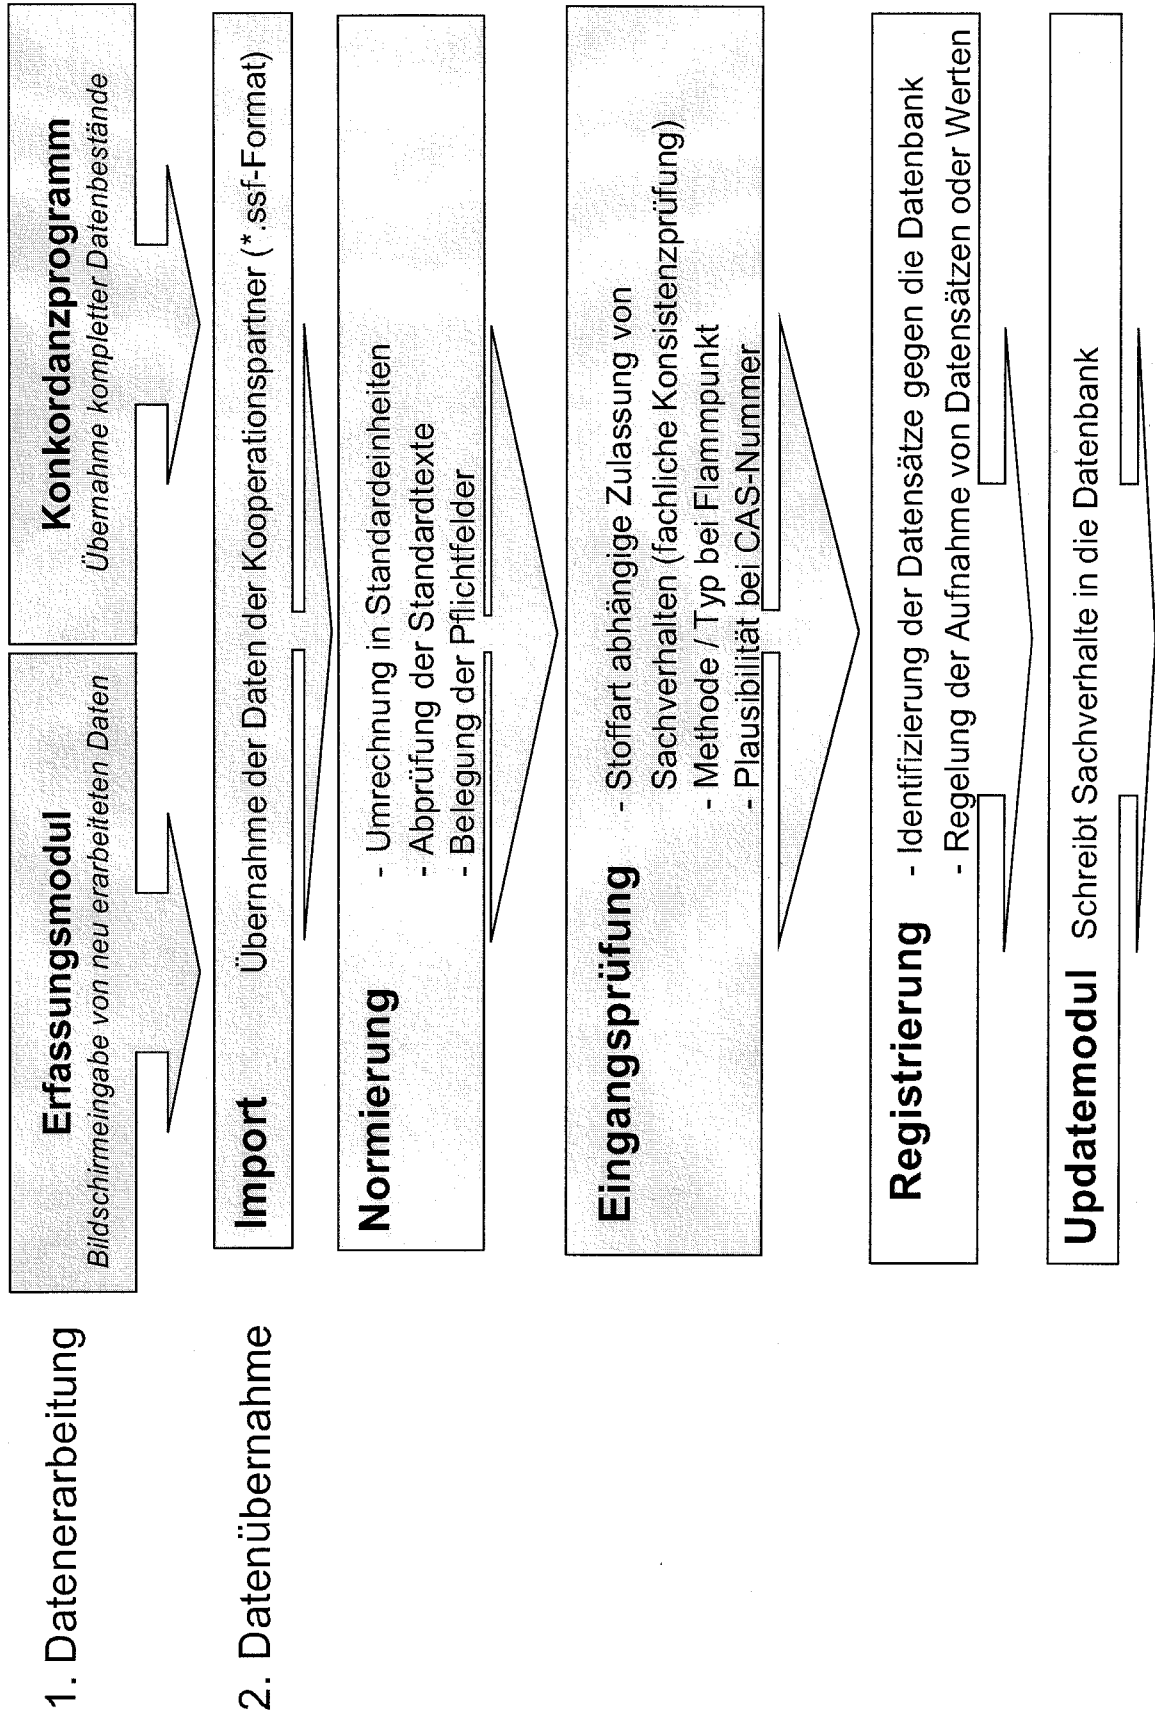 1. Datenerarbeitung
Erfassungsmodul
Bildschirmeingabe von neu erarbeiteten Daten
Konkordanzprogramm
Übernahme kompletter Datenbestände
2. Datenübernahme
Import
Übernahme der Daten der Kooperationspartner (*.ssf-Format)
Normierung
- Umrechnung in Standardeinheiten
- Abprüfung der Standardtexte
- Belegung der Pflichtfelder
Eingangsprüfung
- Stoffart abhängige Zulassung von
Sachverhalten (fachliche Konsistenzprüfung)
- Methode / Typ bei Flammpunkt
- Plausibilität bei CAS-Nummer
Registrierung
- Identifizierung der Datensätze gegen die Datenbank
- Regelung der Aufnahme von Datensätzen oder Werten
Updatemodul
Schreibt Sachverhalte in die Datenbank